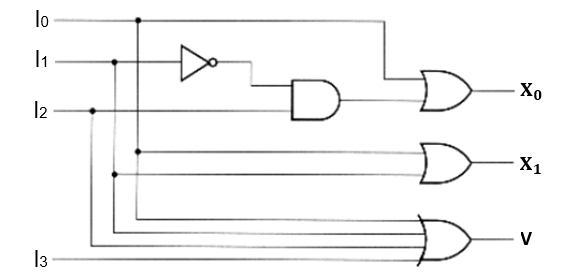 I₀
I₁
X₀
I₂
X₁
V
I₃